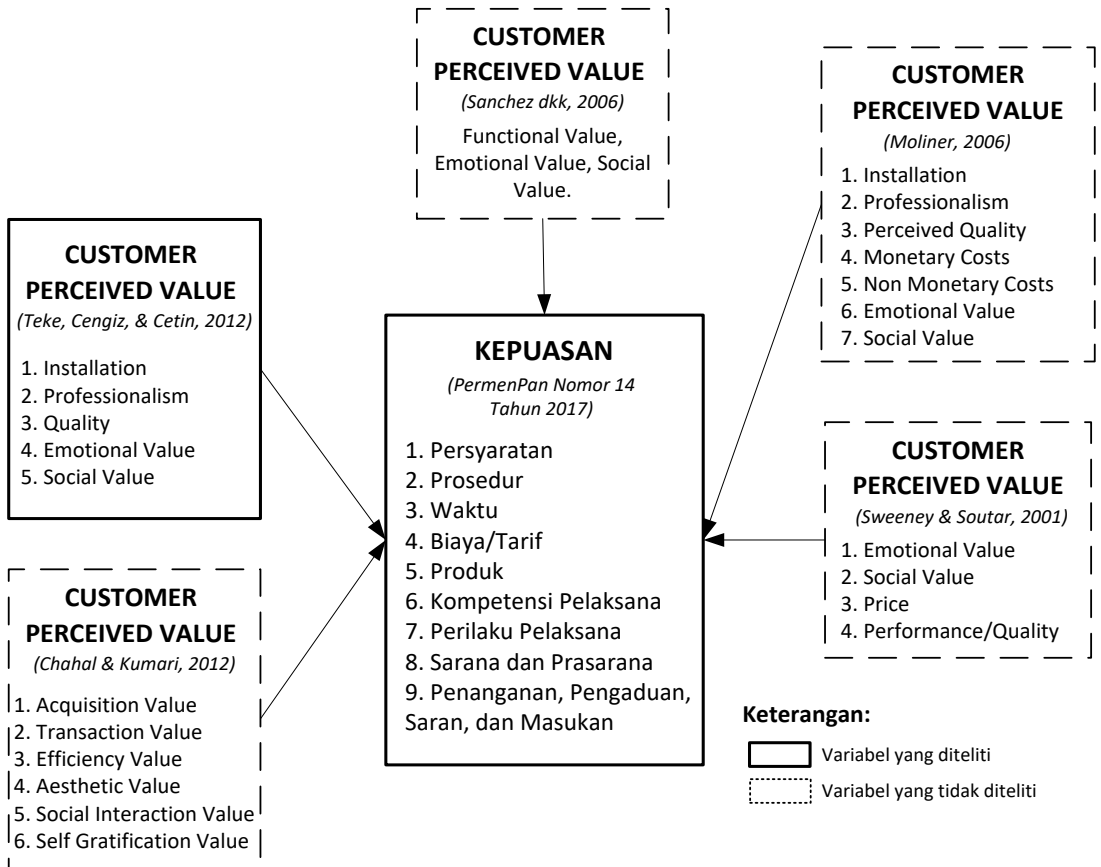 CUSTOMER
PERCEIVED VALUE
(Sanchez dkk, 2006)
Functional Value,
Emotional Value, Social
Value.
CUSTOMER
PERCEIVED VALUE
(Moliner, 2006)
1. Installation
2. Professionalism
3. Perceived Quality
4. Monetary Costs
5. Non Monetary Costs
6. Emotional Value
7. Social Value
CUSTOMER
PERCEIVED VALUE
(Teke, Cengiz, & Cetin, 2012)
1. Installation
2. Professionalism
3. Quality
4. Emotional Value
5. Social Value
KEPUASAN
(PermenPan Nomor 14
Tahun 2017)
1. Persyaratan
2. Prosedur
3. Waktu
4. Biaya/Tarif
5. Produk
6. Kompetensi Pelaksana
7. Perilaku Pelaksana
8. Sarana dan Prasarana
9. Penanganan, Pengaduan,
Saran, dan Masukan
CUSTOMER
PERCEIVED VALUE
(Sweeney & Soutar, 2001)
1. Emotional Value
2. Social Value
3. Price
4. Performance/Quality
CUSTOMER
PERCEIVED VALUE
(Chahal & Kumari, 2012)
1. Acquisition Value
2. Transaction Value
3. Efficiency Value
4. Aesthetic Value
5. Social Interaction Value
6. Self Gratification Value
Keterangan:
Variabel yang diteliti
Variabel yang tidak diteliti